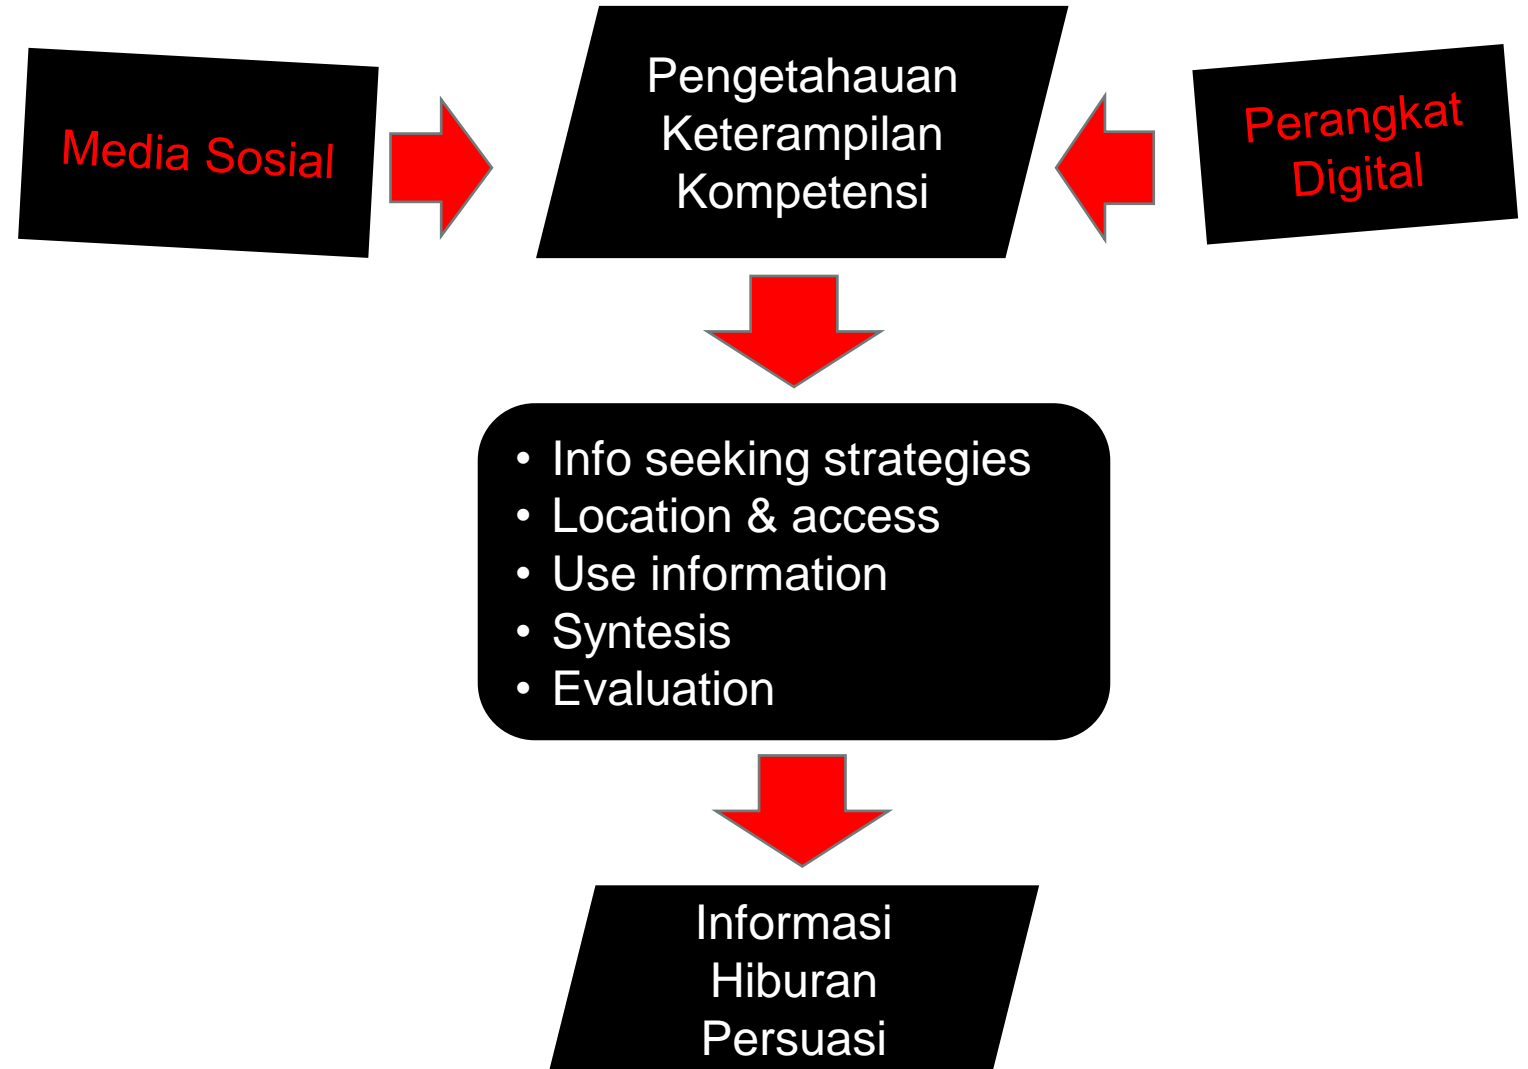 Media Sosial
Pengetahauan
Keterampilan
Kompetensi
Perangkat
Digital
• Info seeking strategies
• Location & access
• Use information
• Syntesis
• Evaluation
Informasi
Hiburan
Persuasi